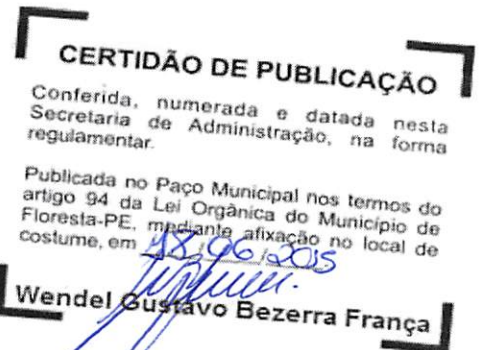 CERTIDÃO DE PUBLICAÇÃO
Conferida, numerada e datada nesta
Secretaria de Administração, na forma
regulamentar.
Publicada no Paço Municipal nos termos do
artigo 94 da Lei Orgânica do Município de
Floresta-PE, mediante afixação no local de
costume, em 18/06/2015
Wendel Gustavo Bezerra França